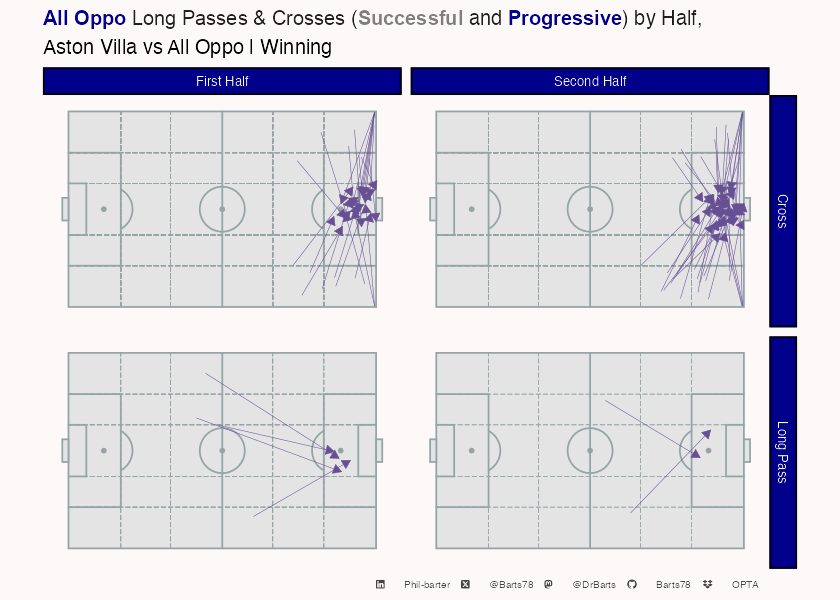 All Oppo Long Passes & Crosses (Successful and Progressive) by Half,
Aston Villa vs All Oppo I Winning
First Half
Second Half
Cross
Long Pass
Phil-barter @Barts78 @DrBarts Barts78 OPTA